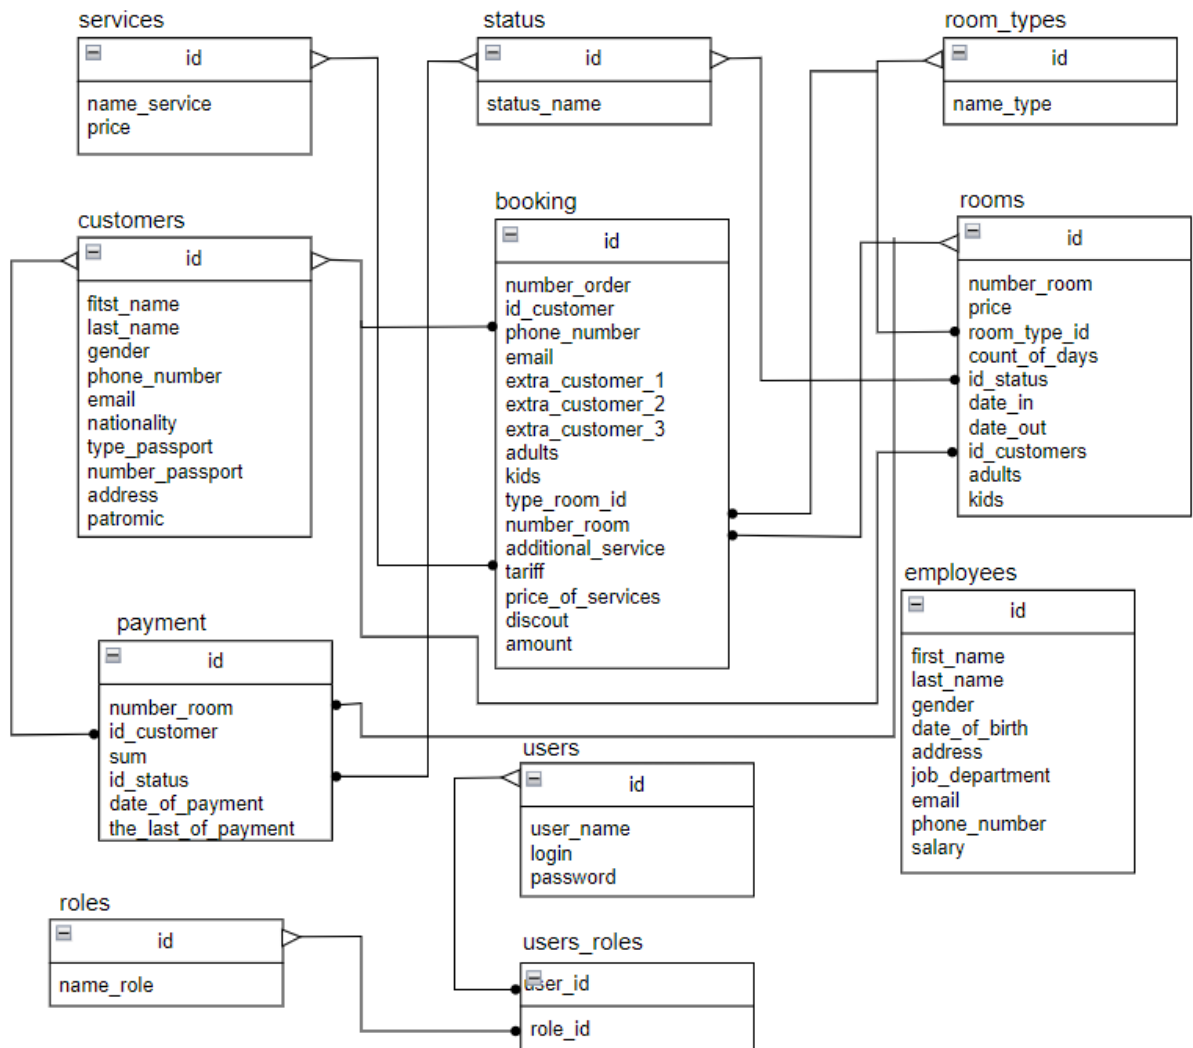 services
id
name_service
price
status
id
status_name
room_types
id
name_type
customers
id
fitst_name
last_name
gender
phone_number
email
nationality
type_passport
number_passport
address
patromic
booking
id
number_order
id_customer
phone_number
email
extra_customer_1
extra_customer_2
extra_customer_3
adults
kids
type_room_id
number_room
additional_service
tariff
price_of_services
discout
amount
rooms
id
number_room
price
room_type_id
count_of_days
id_status
date_in
date_out
id_customers
adults
kids
payment
id
number_room
id_customer
sum
id_status
date_of_payment
the_last_of_payment
employees
id
first_name
last_name
gender
date_of_birth
address
job_department
email
phone_number
salary
users
id
user_name
login
password
roles
id
name_role
users_roles
user_id
role_id